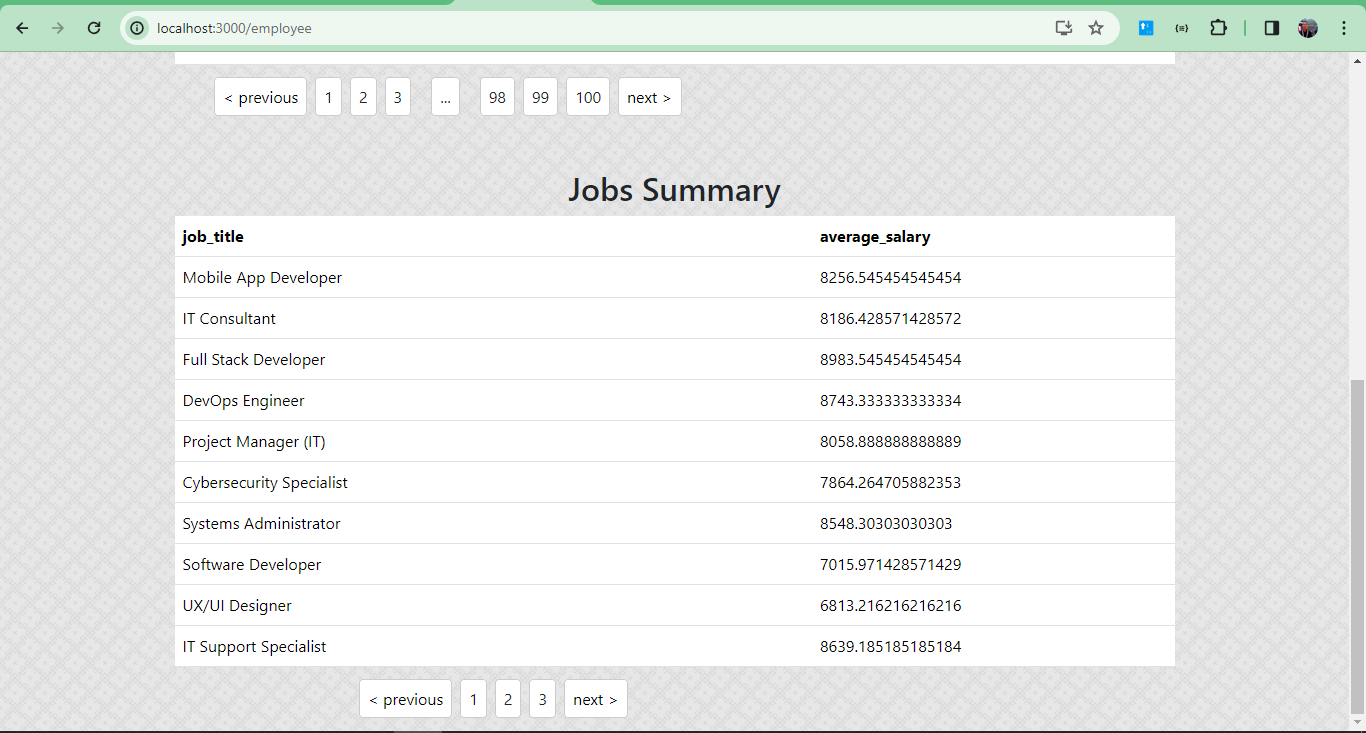 localhost:3000/employee
< previous 1 2 3 ... 98 99 100 next >
Jobs Summary
job_title average_salary
Mobile App Developer 8256.545454545454
IT Consultant 8186.428571428572
Full Stack Developer 8983.545454545454
DevOps Engineer 8743.333333333334
Project Manager (IT) 8058.888888888889
Cybersecurity Specialist 7864.264705882353
Systems Administrator 8548.30303030303
Software Developer 7015.971428571429
UX/UI Designer 6813.216216216216
IT Support Specialist 8639.185185185184
< previous 1 2 3 next >